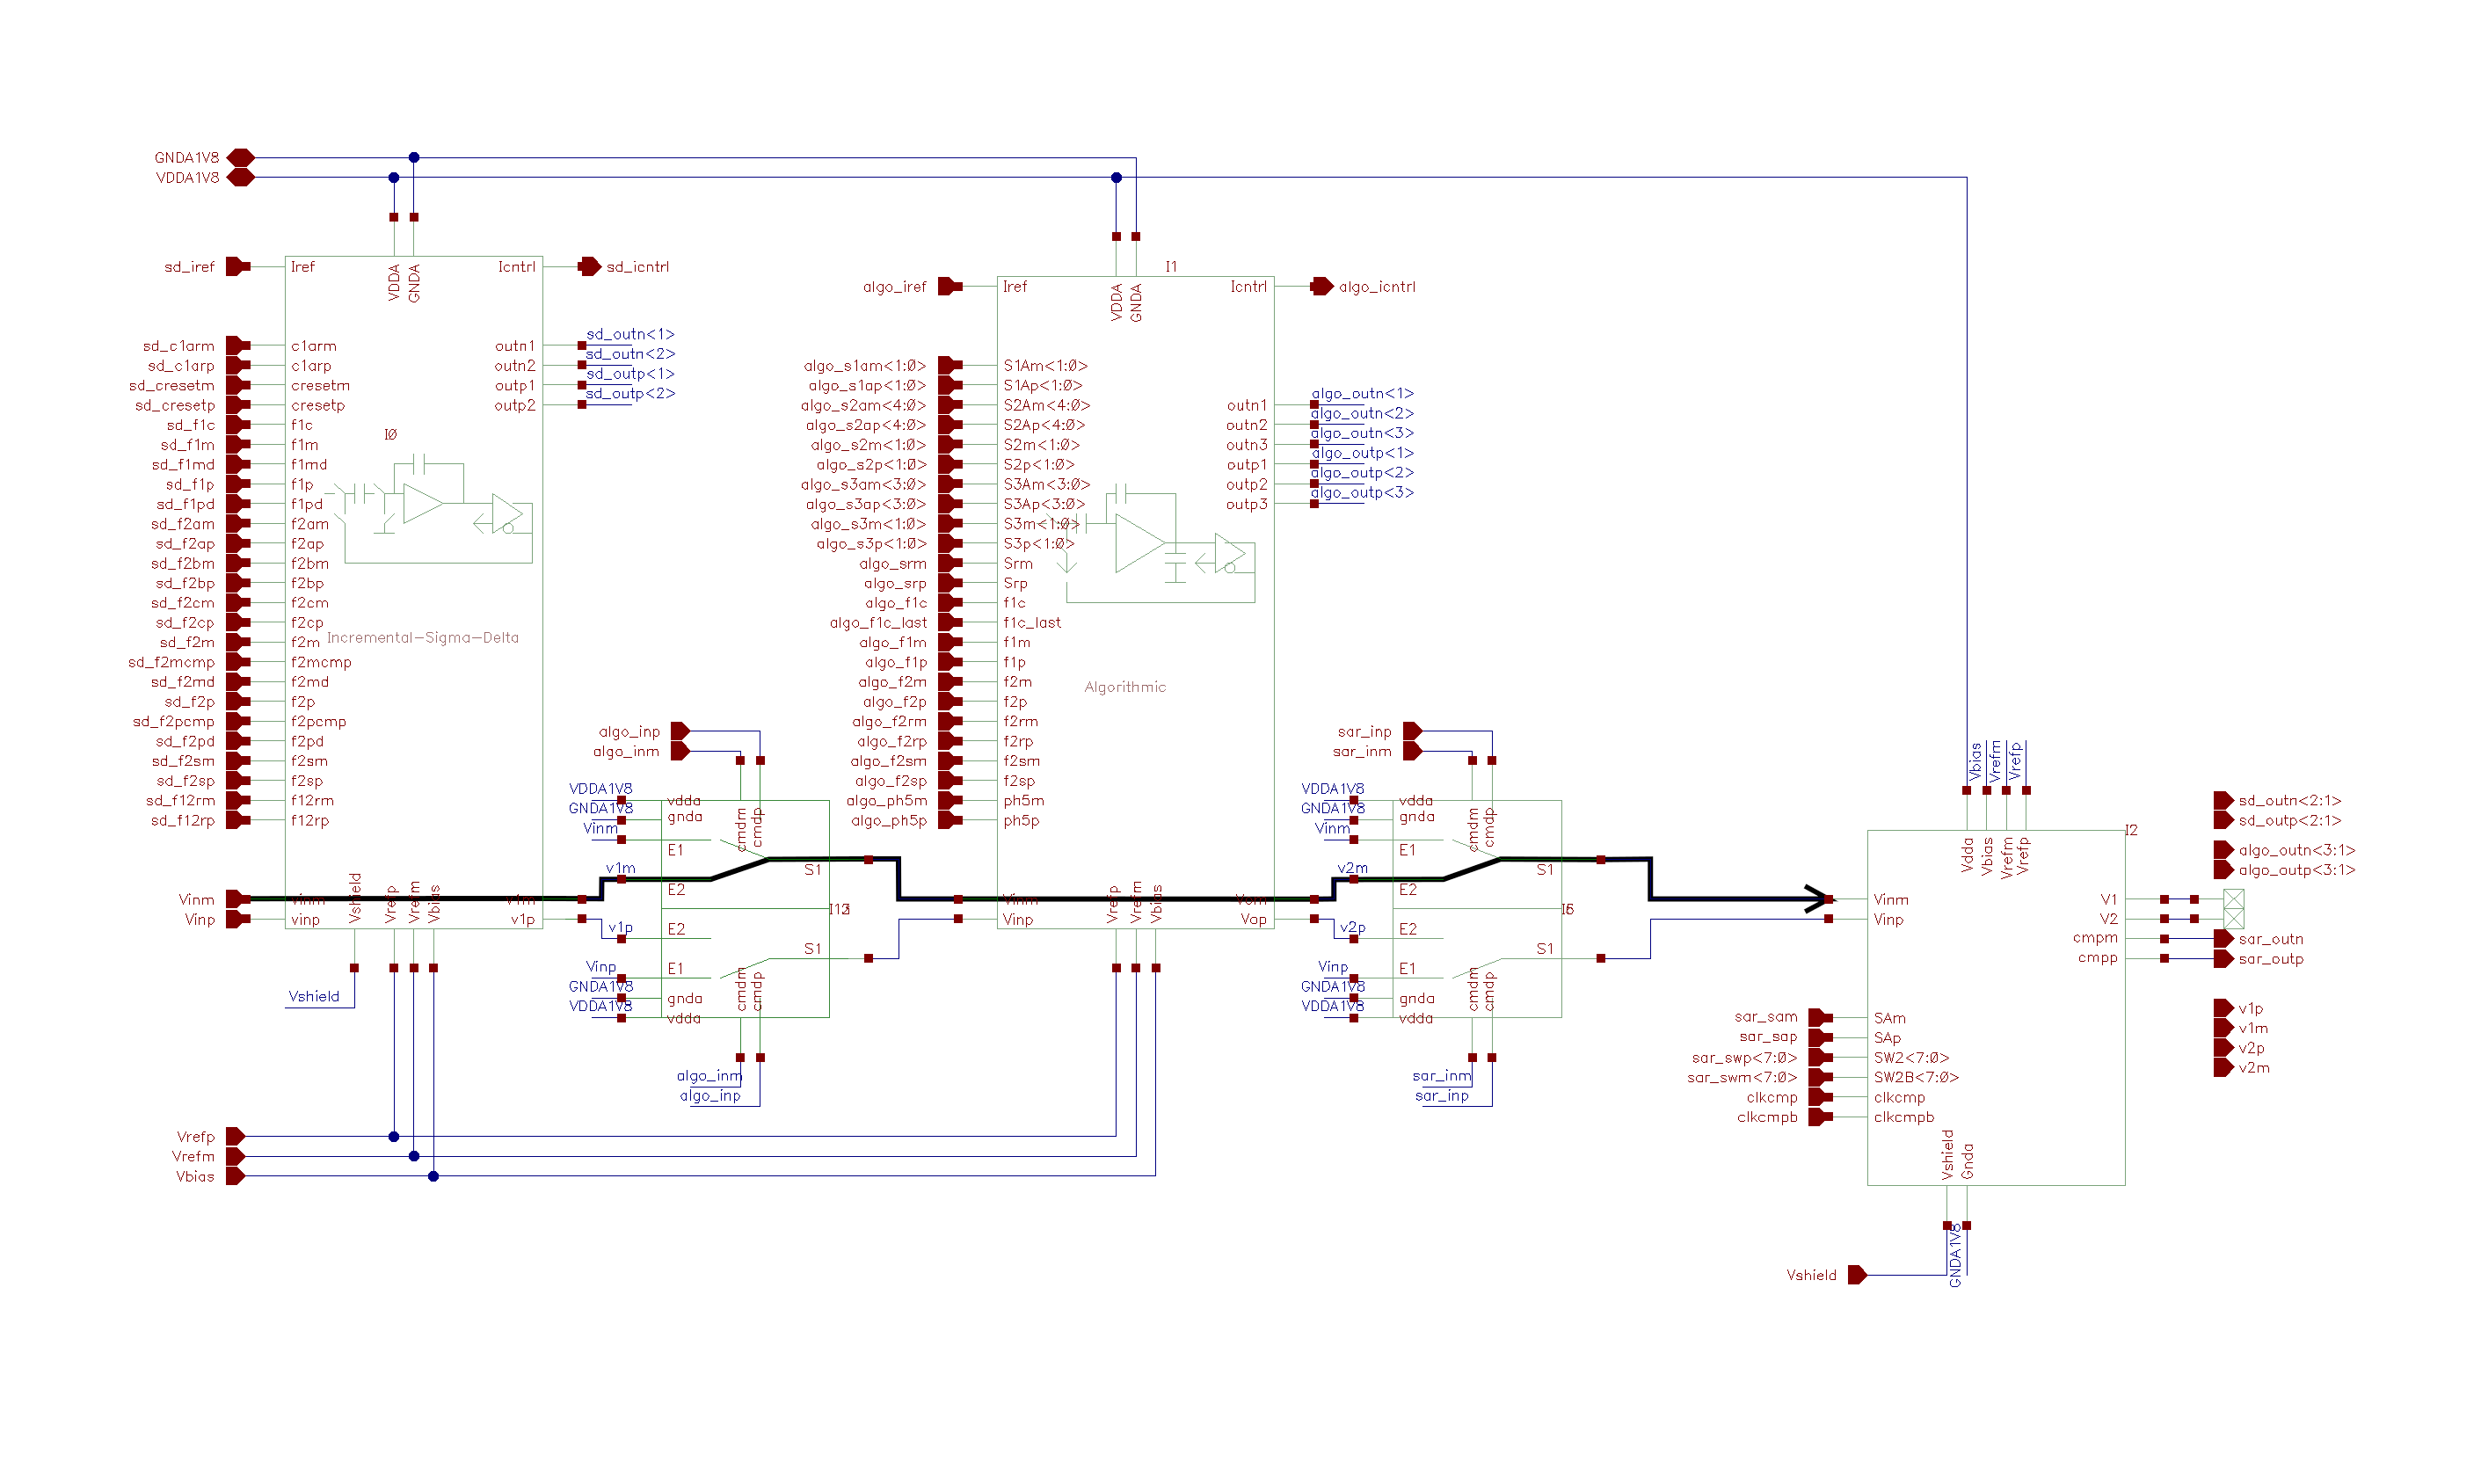 GNDA1V8
VDDA1V8
sd_iref
Iref
VDDA
GNDA
Icntrl
sd_icntrl
I1
algo_iref
Iref
VDDA
GNDA
Icntrl
algo_icntrl
sd_c1arm
sd_c1arp
sd_cresetm
sd_cresetp
sd_f1c
sd_f1m
sd_f1md
sd_f1p
sd_f1pd
sd_f2am
sd_f2ap
sd_f2bm
sd_f2bp
sd_f2cm
sd_f2cp
sd_f2m
sd_f2mcmp
sd_f2md
sd_f2p
sd_f2pcmp
sd_f2pd
sd_f2sm
sd_f2sp
sd_f12rm
sd_f12rp
Vinm
Vinp
c1arm
c1arp
cresetm
cresetp
f1c
f1m
f1md
f1p
f1pd
f2am
f2ap
f2bm
f2bp
f2cm
f2cp
f2m
f2mcmp
f2md
f2p
f2pcmp
f2pd
f2sm
f2sp
f12rm
f12rp
vinm
vinp
IØ
Incremental-Sigma-Delta
Vshield
Vrefp
Vrefm
Vbias
outn1
outn2
outp1
outp2
v1m
v1p
sd_outn<1>
sd_outn<2>
sd_outp<1>
sd_outp<2>
Vshield
Vrefp
Vrefm
Vbias
algo_inp
algo_inm
VDDA1V8
GNDA1V8
Vinm
v1m
v1p
Vinp
GNDA1V8
VDDA1V8
vdda
gnda
E1
E2
E2
E1
gnda
vdda
cmdm
cmdp
S1
S1
cmdm
cmdp
algo_inm
algo_inp
algo_s1am<1:0>
algo_s1ap<1:0>
algo_s2am<4:0>
algo_s2ap<4:0>
algo_s2m<1:0>
algo_s2p<1:0>
algo_s3am<3:0>
algo_s3ap<3:0>
algo_s3m<1:0>
algo_s3p<1:0>
algo_srm
algo_srp
algo_f1c
algo_f1c_last
algo_f1m
algo_f1p
algo_f2m
algo_f2p
algo_f2rm
algo_f2rp
algo_f2sm
algo_f2sp
algo_ph5m
algo_ph5p
S1Am<1:Ø>
S1Ap<1:Ø>
S2Am<4:Ø>
S2Ap<4:Ø>
S2m<1:Ø>
S2p<1:Ø>
S3Am<3:Ø>
S3Ap<3:Ø>
S3m<1:Ø>
S3p<1:Ø>
Srm
Srp
f1c
f1c_last
f1m
f1p
f2m
f2p
f2rm
f2rp
f2sm
f2sp
ph5m
ph5p
Vinm
Vinp
Algorithmic
Vrefp
Vrefm
Vbias
outn1
outn2
outn3
outp1
outp2
outp3
Vom
Vop
algo_outn<1>
algo_outn<2>
algo_outn<3>
algo_outp<1>
algo_outp<2>
algo_outp<3>
sar_inp
sar_inm
VDDA1V8
GNDA1V8
Vinm
v2m
v2p
Vinp
GNDA1V8
VDDA1V8
vdda
gnda
E1
E2
E2
E1
gnda
vdda
cmdm
cmdp
S1
S1
cmdm
cmdp
sar_inm
sar_inp
Vbias
Vrefm
Vrefp
I2
Vdda
Vbias
Vrefm
Vrefp
Vinm
Vinp
V1
V2
cmpm
cmpp
sar_sam
sar_sap
sar_swp<7:0>
sar_swm<7:0>
clkcmp
clkcmpb
SAm
SAp
SW2<7:Ø>
SW2B<7:Ø>
clkcmp
clkcmpb
Vshield
Gnda
Vshield
GNDA1V8
sd_outn<2:1>
sd_outp<2:1>
algo_outn<3:1>
algo_outp<3:1>
sar_outn
sar_outp
v1p
v1m
v2p
v2m